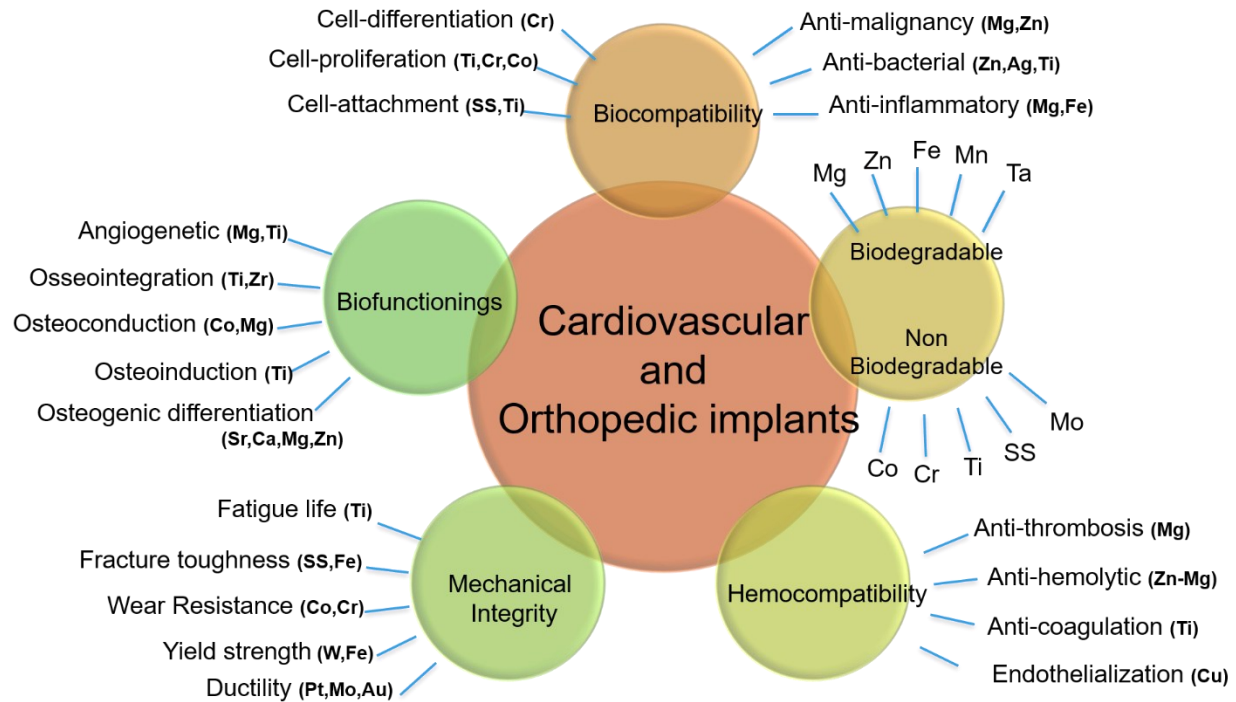 Cell-differentiation (Cr)
Cell-proliferation (Ti,Cr,Co)
Cell-attachment (SS,Ti)
Biocompatibility
Anti-malignancy (Mg,Zn)
Anti-bacterial (Zn,Ag,Ti)
Anti-inflammatory (Mg,Fe)
Mg
Zn
Fe
Mn
Ta
Biodegradable
Non
Biodegradable
Co
Cr
Ti
SS
Mo
Angiogenetic (Mg,Ti)
Osseointegration (Ti,Zr)
Osteoconduction (Co,Mg)
Osteoinduction (Ti)
Osteogenic differentiation
(Sr,Ca,Mg,Zn)
Biofunctionings
Cardiovascular
and
Orthopedic implants
Fatigue life (Ti)
Fracture toughness (SS,Fe)
Wear Resistance (Co,Cr)
Yield strength (W,Fe)
Ductility (Pt,Mo,Au)
Mechanical
Integrity
Hemocompatibility
Anti-thrombosis (Mg)
Anti-hemolytic (Zn-Mg)
Anti-coagulation (Ti)
Endothelialization (Cu)